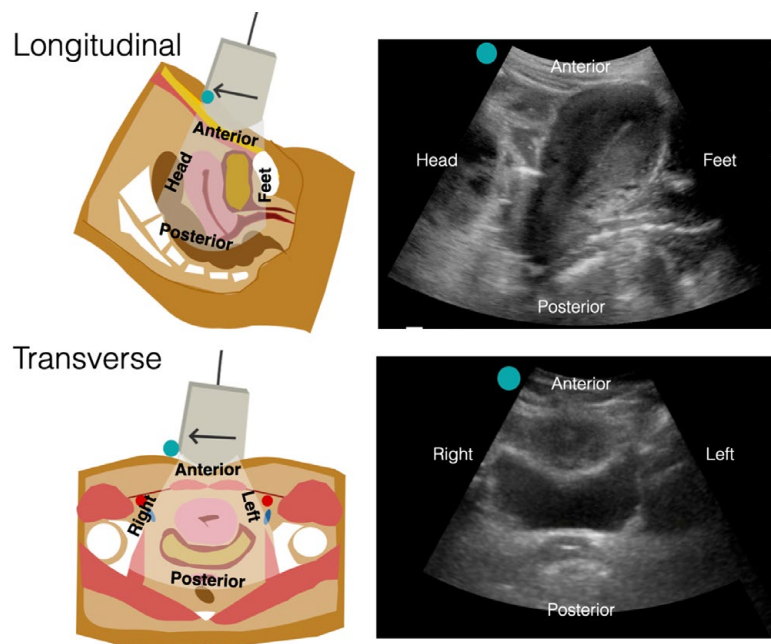 Longitudinal
Anterior
Head
Feet
Posterior
Anterior
Head
Feet
Posterior
Transverse
Anterior
Right
Left
Posterior
Anterior
Right
Left
Posterior